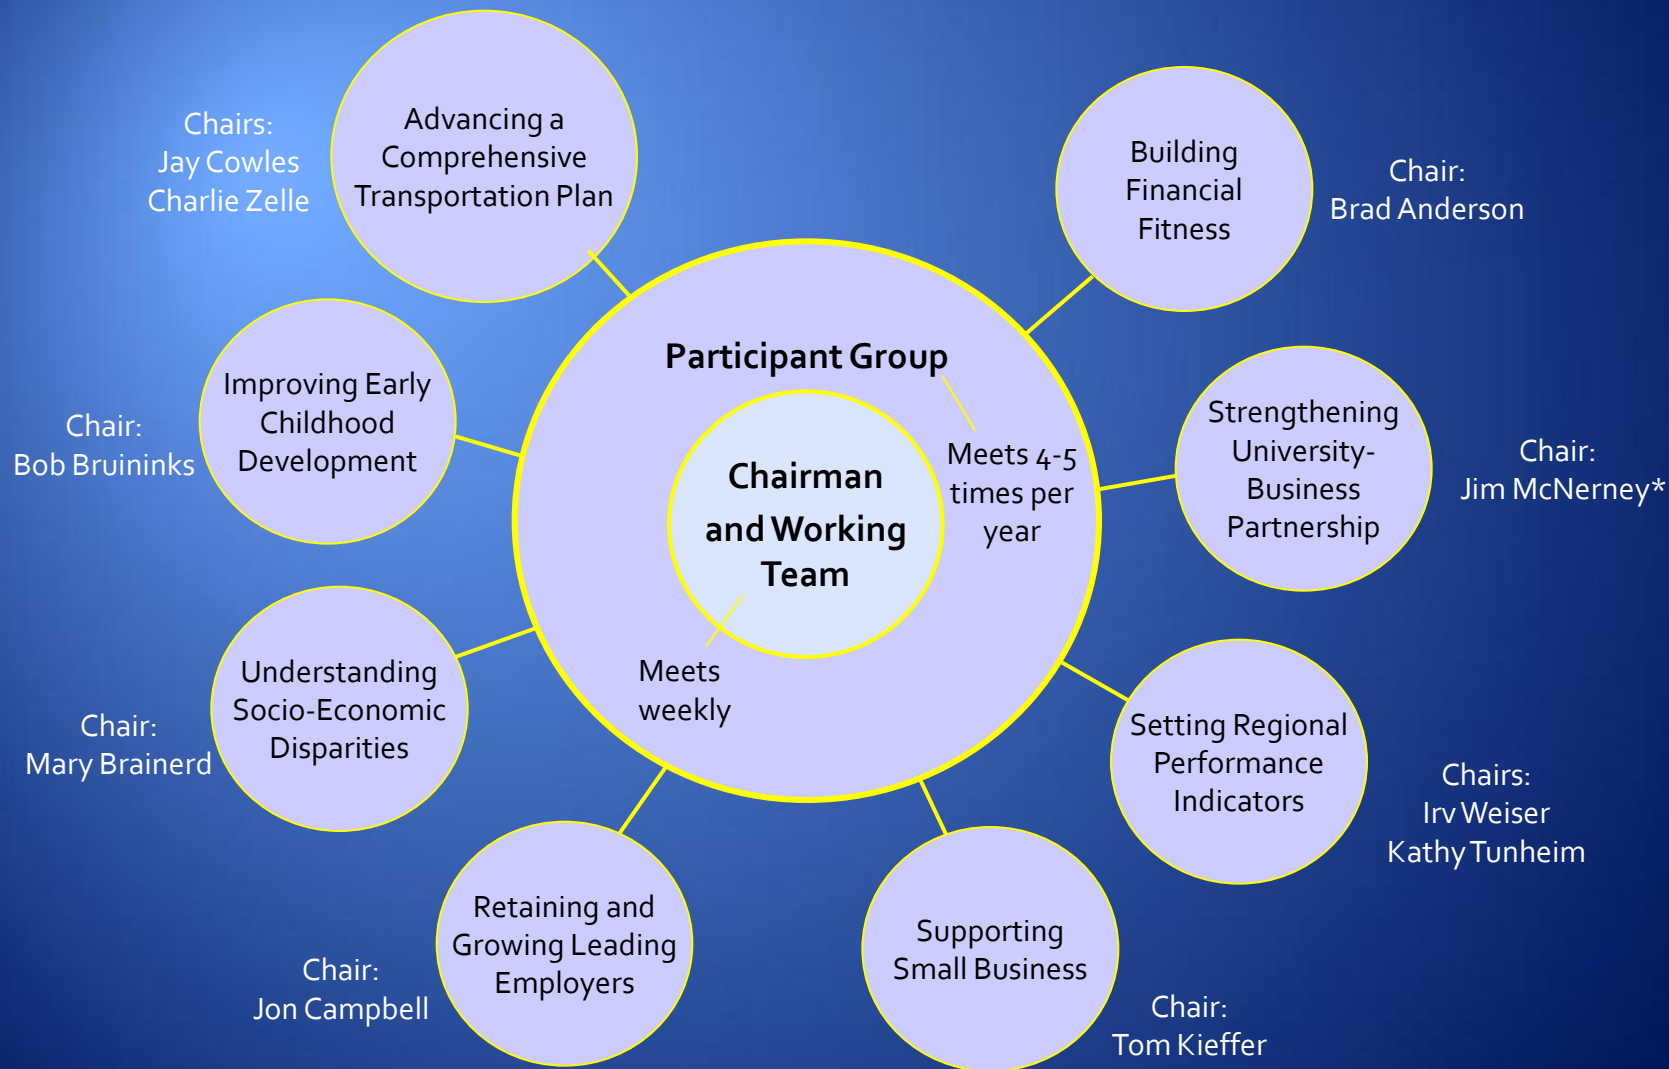 Chairs:
Jay Cowles
Charlie Zelle
Advancing a
Comprehensive
Transportation Plan
Building
Financial
Fitness
Chair:
Brad Anderson
Chair:
Bob Bruininks
Improving Early
Childhood
Development
Participant Group
Meets 4-5
times per
year
Chairman
and Working
Team
Meets
weekly
Strengthening
University-
Business
Partnership
Chair:
Jim McNerney*
Chair:
Mary Brainerd
Understanding
Socio-Economic
Disparities
Setting Regional
Performance
Indicators
Chairs:
Irv Weiser
Kathy Tunheim
Chair:
Jon Campbell
Retaining and
Growing Leading
Employers
Supporting
Small Business
Chair:
Tom Kieffer